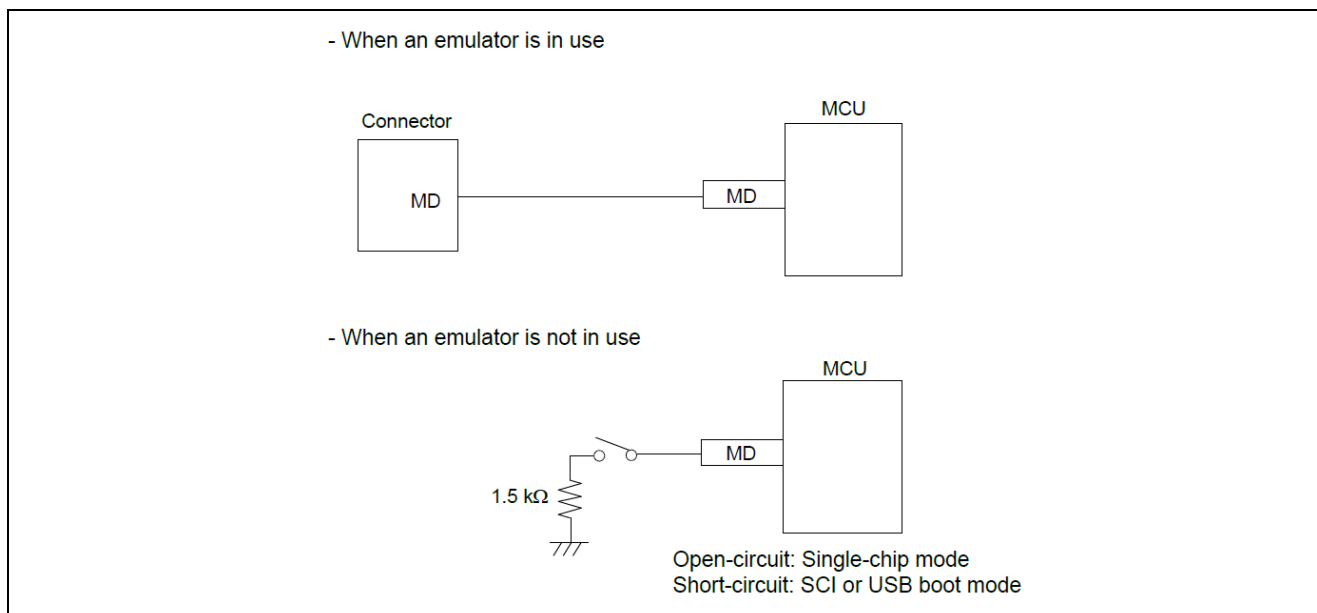 - When an emulator is in use
Connector
MCU
MD
MD
- When an emulator is not in use
MCU
MD
1.5 kΩ
Open-circuit: Single-chip mode
Short-circuit: SCI or USB boot mode